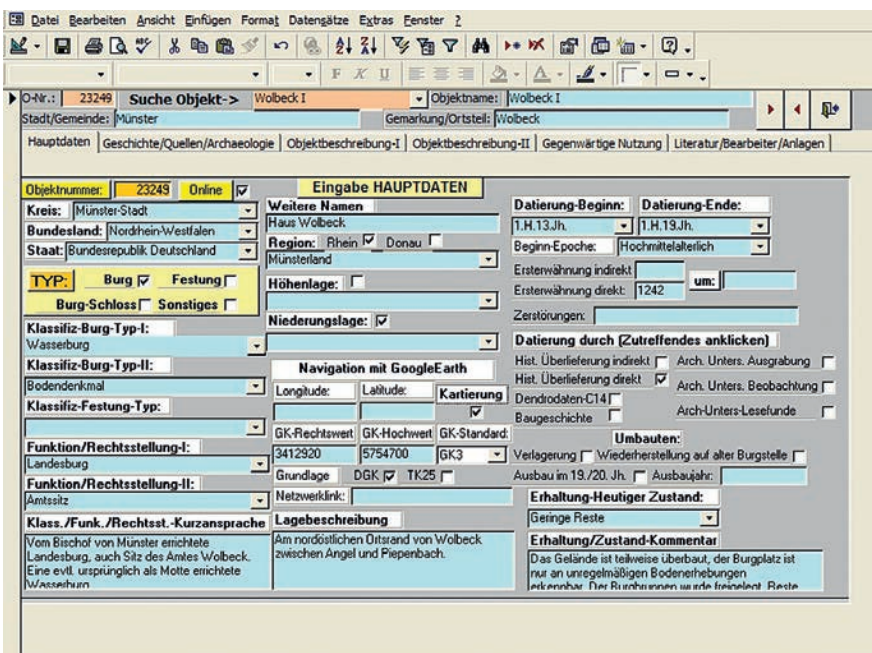 Datei Bearbeiten Ansicht Einfügen Format Datensätze Extras Fenster ?
F K U
O-Nr.: 23249 Suche Objekt-> Wolbeck I Objektname: Wolbeck I
Stadt/Gemeinde: Münster Gemarkung/Ortsteil: Wolbeck
Hauptdaten Geschichte/Quellen/Archaeologie Objektbeschreibung-I Objektbeschreibung-II Gegenwärtige Nutzung Literatur/Bearbeiter/Anlagen
Objektnummer: 23249 Online Eingabe HAUPTDATEN
Kreis: Münster-Stadt
Bundesland: Nordrhein-Westfalen
Staat: Bundesrepublik Deutschland
TYP: Burg Festung
Burg-Schloss Sonstiges
Klassifiz-Burg-Typ-I:
Wasserburg
Klassifiz-Burg-Typ-II:
Bodendenkmal
Klassifiz-Festung-Typ:
Funktion/Rechtsstellung-I:
Landesburg
Funktion/Rechtsstellung-II:
Amtssitz
Klass./Funk./Rechtsst.-Kurzansprache
Vom Bischof von Münster errichtete
Landesburg, auch Sitz des Amtes Wolbeck.
Eine evtl. ursprünglich als Motte errichtete
Wasserburg
Weitere Namen
Haus Wolbeck
Region: Rhein Donau
Münsterland
Höhenlage:
Niederungslage:
Navigation mit GoogleEarth
Longitude: Latitude: Kartierung
GK-Rechtswert GK-Hochwert GK-Standard:
3412920 5754700 GK3
Grundlage DGK TK25
Netzwerklink:
Lagebeschreibung
Am nordöstlichen Ortsrand von Wolbeck
zwischen Angel und Piepenbach.
Datierung-Beginn: Datierung-Ende:
1.H.13.Jh. 1.H.19.Jh.
Beginn-Epoche: Hochmittelalterlich
Ersterwähnung indirekt
Ersterwähnung direkt: 1242 um:
Zerstörungen:
Datierung durch (Zutreffendes anklicken)
Hist. Überlieferung indirekt Arch. Unters. Ausgrabung
Hist. Überlieferung direkt Arch. Unters. Beobachtung
Dendrodaten-C14
Baugeschichte Arch-Unters-Lesefunde
Umbauten:
Verlagerung Wiederherstellung auf alter Burgstelle
Ausbau im 19./20. Jh. Ausbaujahr:
Erhaltung-Heutiger Zustand:
Geringe Reste
Erhaltung/Zustand-Kommentar
Das Gelände ist teilweise überbaut, der Burgplatz ist
nur an unregelmäßigen Bodenerhebungen
erkennbar. Der Burgbrunnen wurde freigelegt. Reste